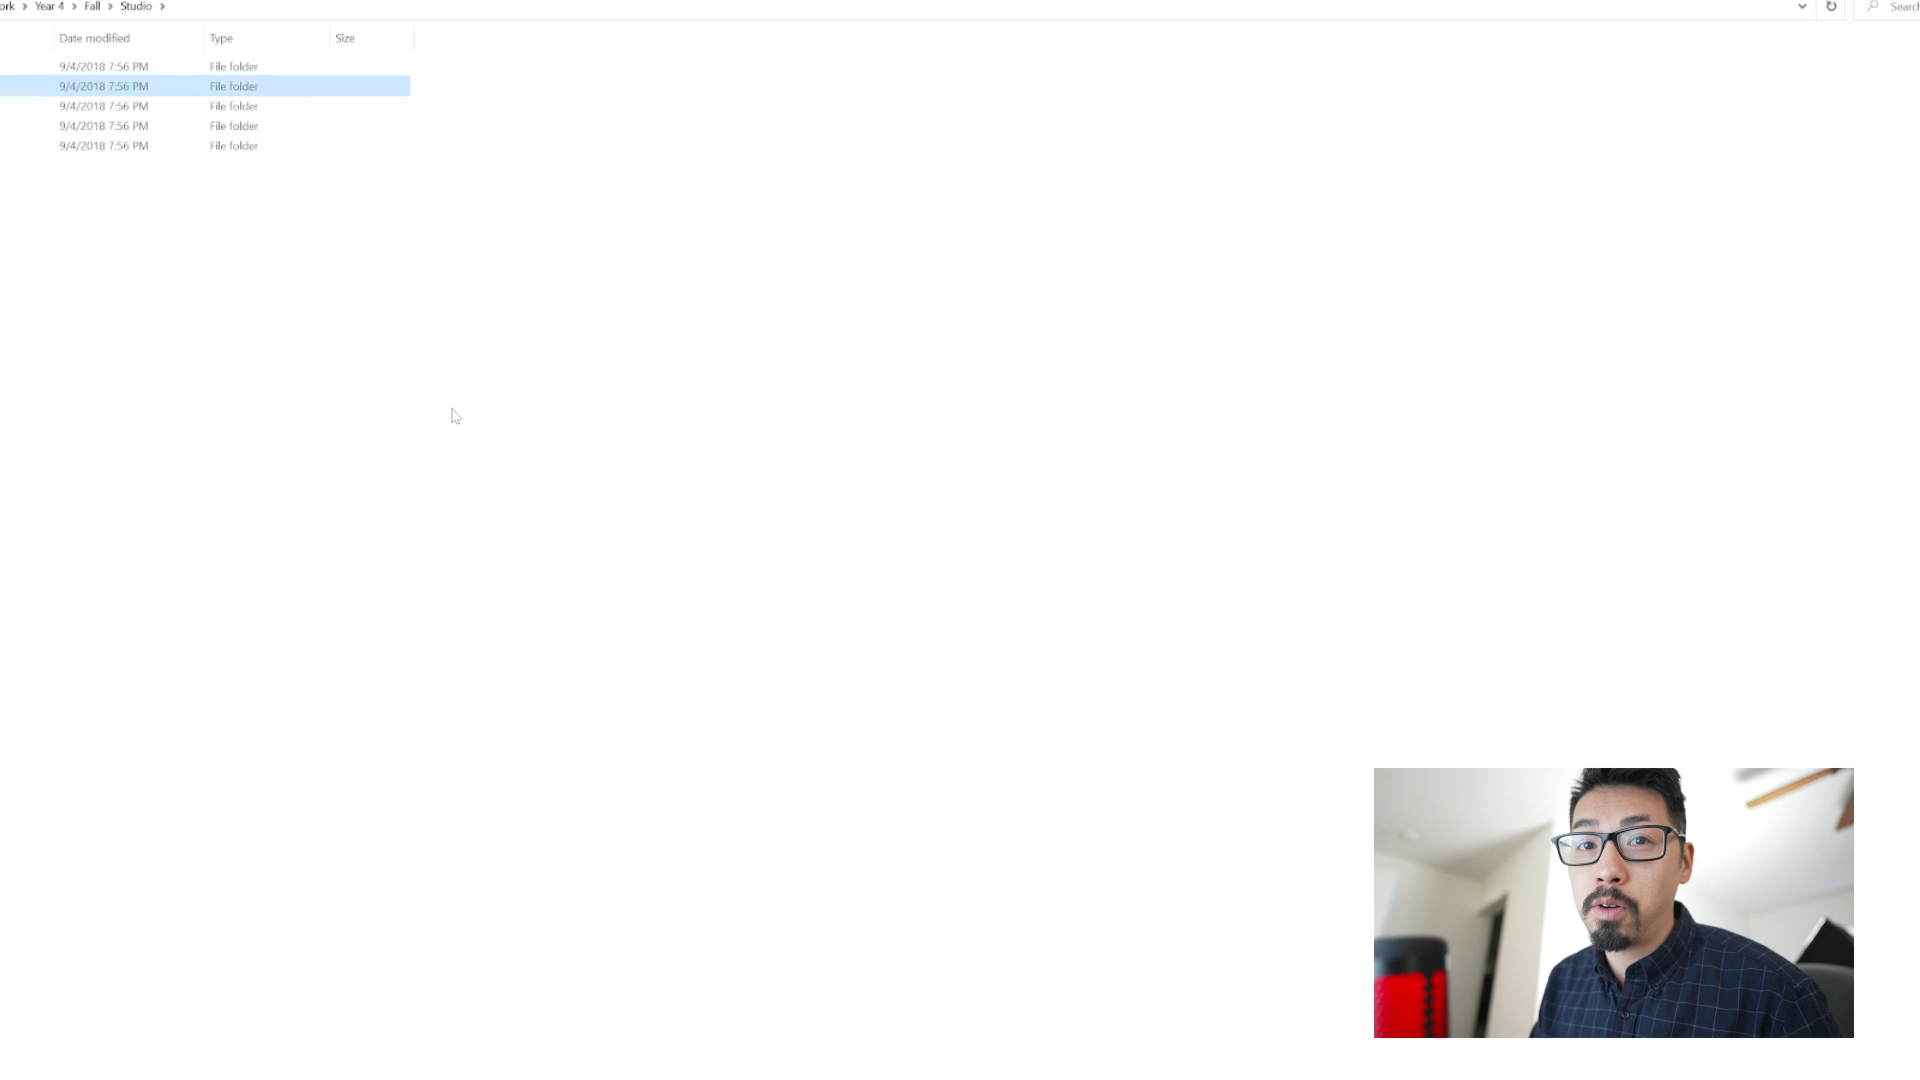 ork > Year 4 > Fall > Studio >
Search
Date modified Type Size
9/4/2018 7:56 PM File folder
9/4/2018 7:56 PM File folder
9/4/2018 7:56 PM File folder
9/4/2018 7:56 PM File folder
9/4/2018 7:56 PM File folder